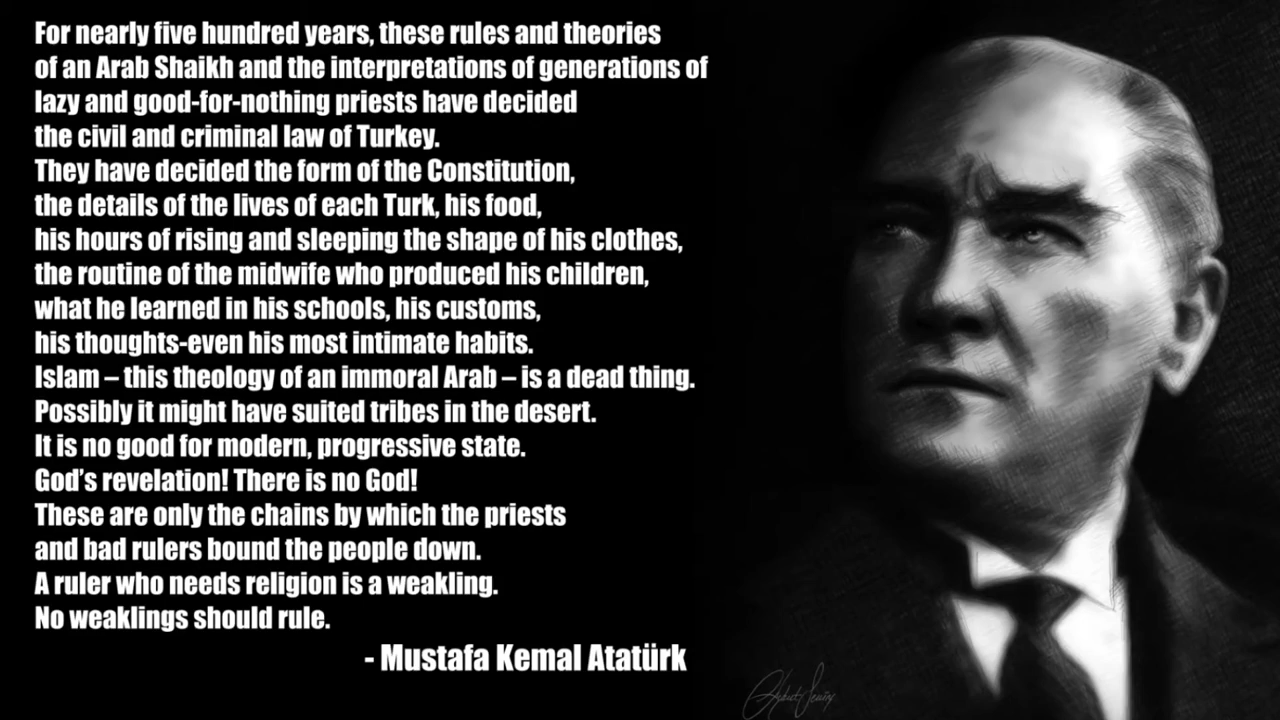 For nearly five hundred years, these rules and theories
of an Arab Shaikh and the interpretations of generations of
lazy and good-for-nothing priests have decided
the civil and criminal law of Turkey.
They have decided the form of the Constitution,
the details of the lives of each Turk, his food,
his hours of rising and sleeping the shape of his clothes,
the routine of the midwife who produced his children,
what he learned in his schools, his customs,
his thoughts-even his most intimate habits.
Islam – this theology of an immoral Arab – is a dead thing.
Possibly it might have suited tribes in the desert.
It is no good for modern, progressive state.
God's revelation! There is no God!
These are only the chains by which the priests
and bad rulers bound the people down.
A ruler who needs religion is a weakling.
No weaklings should rule.
- Mustafa Kemal Atatürk